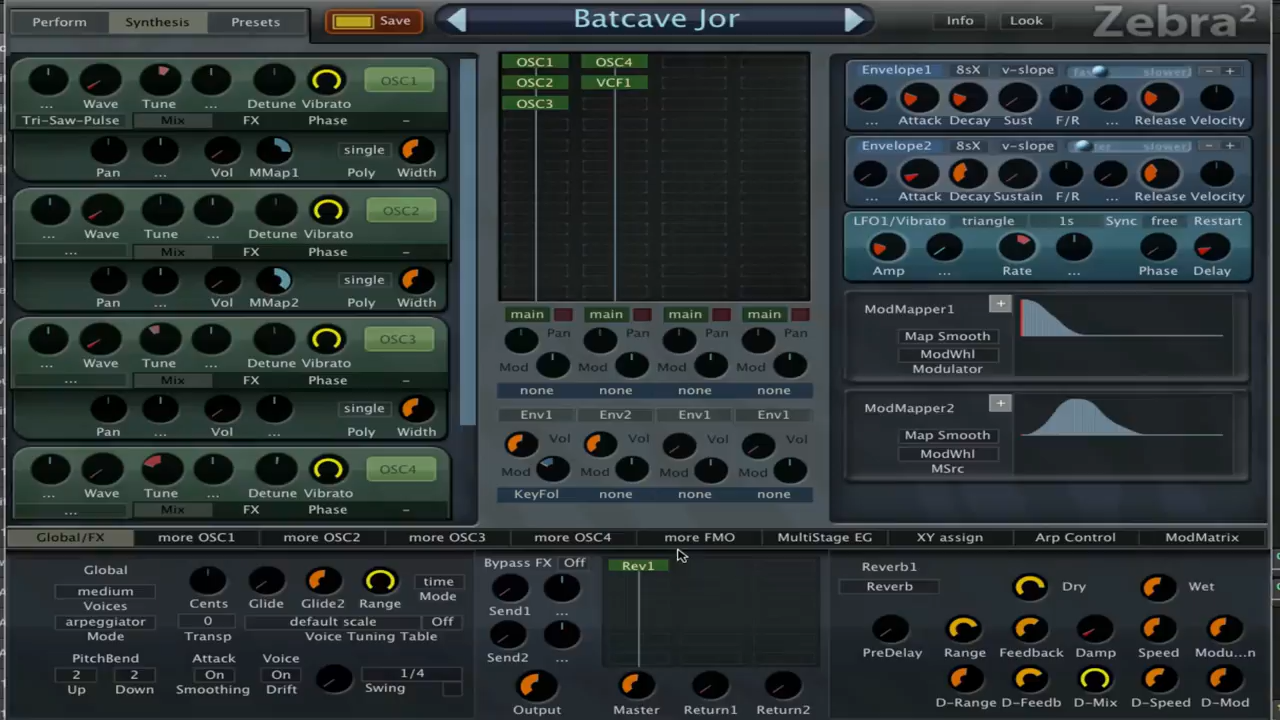 Perform Synthesis Presets Save Batcave Jor Info Look Zebra²
OSC1
... Wave Tune ... Detune Vibrato
Tri-Saw-Pulse Mix FX Phase –
single
Pan ... Vol MMap1 Poly Width
OSC2
Wave Tune ... Detune Vibrato
... Mix FX Phase –
single
Pan ... Vol MMap2 Poly Width
OSC3
... Wave Tune ... Detune Vibrato
... Mix FX Phase –
single
Pan ... Vol ... Poly Width
OSC4
... Wave Tune ... Detune Vibrato
... Mix FX Phase –
OSC1 OSC4
OSC2 VCF1
OSC3
main main main main
Pan Pan Pan Pan
Mod Mod Mod Mod
none none none none
Env1 Env2 Env1 Env1
Vol Vol Vol Vol
Mod Mod Mod Mod
KeyFol none none none
Envelope1 8sX v-slope slower – +
... Attack Decay Sust F/R ... Release Velocity
Envelope2 8sX v-slope slower – +
... Attack Decay Sustain F/R ... Release Velocity
LFO1/Vibrato triangle 1s Sync free Restart
Amp ... Rate ... Phase Delay
ModMapper1 +
Map Smooth
ModWhl
Modulator
ModMapper2 +
Map Smooth
ModWhl
MSrc
Global/FX more OSC1 more OSC2 more OSC3 more OSC4 more FMO MultiStage EG XY assign Arp Control ModMatrix
Global
medium
Voices
arpeggiator
Mode
Cents Glide Glide2 Range
time
Mode
0 default scale Off
Transp Voice Tuning Table
PitchBend Attack Voice
2 2 On On 1/4
Up Down Smoothing Drift Swing
Bypass FX Off
Send1 ...
Send2 ...
Output
Rev1
Master Return1 Return2
Reverb1
Reverb Dry Wet
PreDelay Range Feedback Damp Speed Modu...n
D-Range D-Feedb D-Mix D-Speed D-Mod